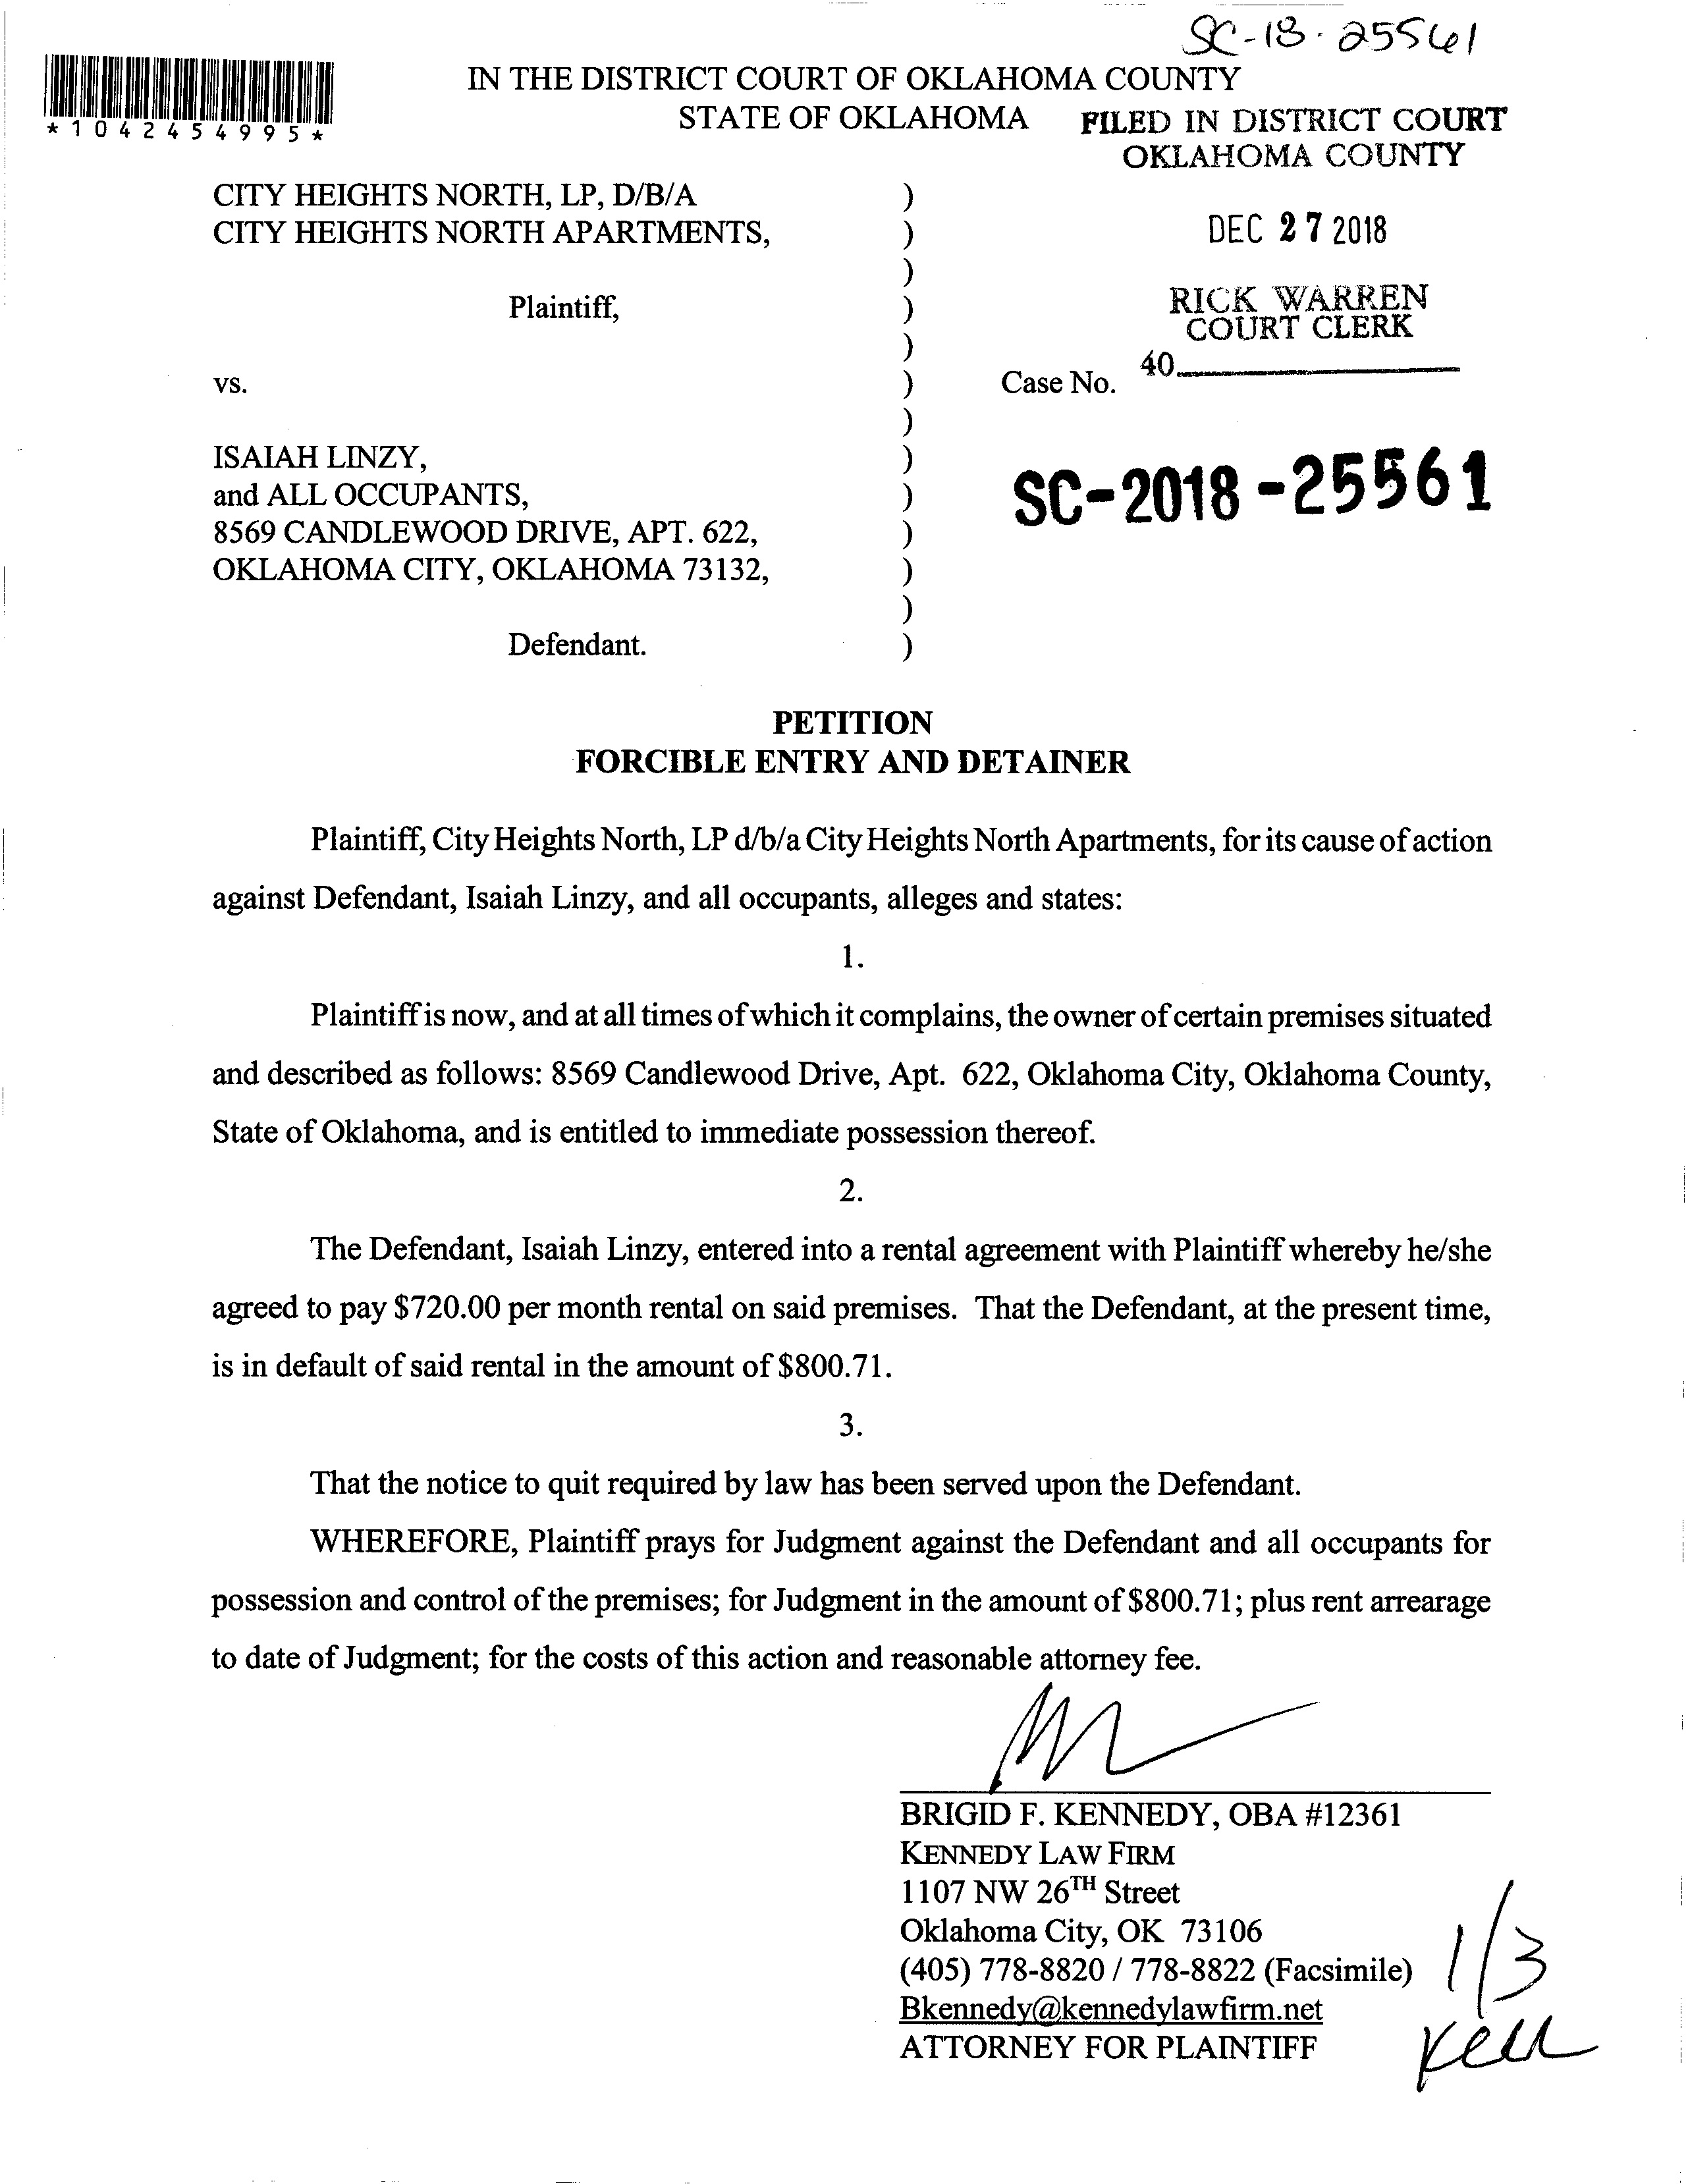 SC-18-25561
*1042454995*
IN THE DISTRICT COURT OF OKLAHOMA COUNTY
STATE OF OKLAHOMA
FILED IN DISTRICT COURT
OKLAHOMA COUNTY
CITY HEIGHTS NORTH, LP, D/B/A )
CITY HEIGHTS NORTH APARTMENTS, )
DEC 27 2018
)
Plaintiff, )
RICK WARREN
COURT CLERK
)
40
vs. ) Case No.
)
ISAIAH LINZY, )
and ALL OCCUPANTS, )
SC-2018-25561
8569 CANDLEWOOD DRIVE, APT. 622, )
OKLAHOMA CITY, OKLAHOMA 73132, )
)
Defendant. )
PETITION
FORCIBLE ENTRY AND DETAINER
Plaintiff, City Heights North, LP d/b/a City Heights North Apartments, for its cause of action
against Defendant, Isaiah Linzy, and all occupants, alleges and states:
1.
Plaintiff is now, and at all times of which it complains, the owner of certain premises situated
and described as follows: 8569 Candlewood Drive, Apt. 622, Oklahoma City, Oklahoma County,
State of Oklahoma, and is entitled to immediate possession thereof.
2.
The Defendant, Isaiah Linzy, entered into a rental agreement with Plaintiff whereby he/she
agreed to pay $720.00 per month rental on said premises. That the Defendant, at the present time,
is in default of said rental in the amount of $800.71.
3.
That the notice to quit required by law has been served upon the Defendant.
WHEREFORE, Plaintiff prays for Judgment against the Defendant and all occupants for
possession and control of the premises; for Judgment in the amount of $800.71; plus rent arrearage
to date of Judgment; for the costs of this action and reasonable attorney fee.
BRIGID F. KENNEDY, OBA #12361
KENNEDY LAW FIRM
1107 NW 26TH Street
Oklahoma City, OK 73106
(405) 778-8820 / 778-8822 (Facsimile)
Bkennedy@kennedylawfirm.net
ATTORNEY FOR PLAINTIFF
1/3